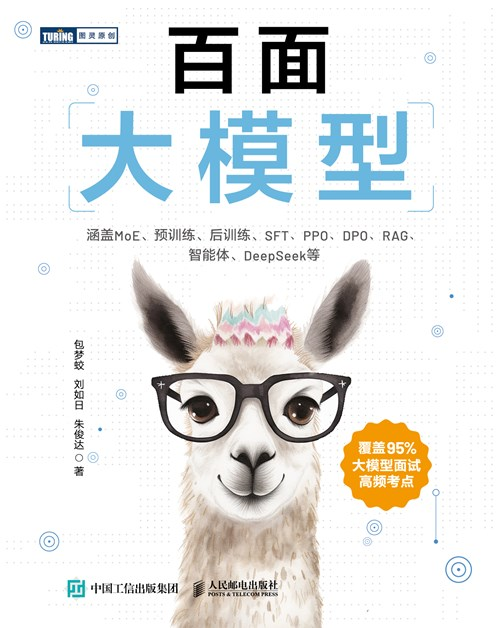 TURING 图灵原创
百面
大模型
涵盖MoE、预训练、后训练、SFT、PPO、DPO、RAG、
智能体、DeepSeek等
包梦蛟 刘如日 朱俊达 ○ 著
覆盖95%
大模型面试
高频考点
中国工信出版集团 人民邮电出版社
POSTS & TELECOM PRESS